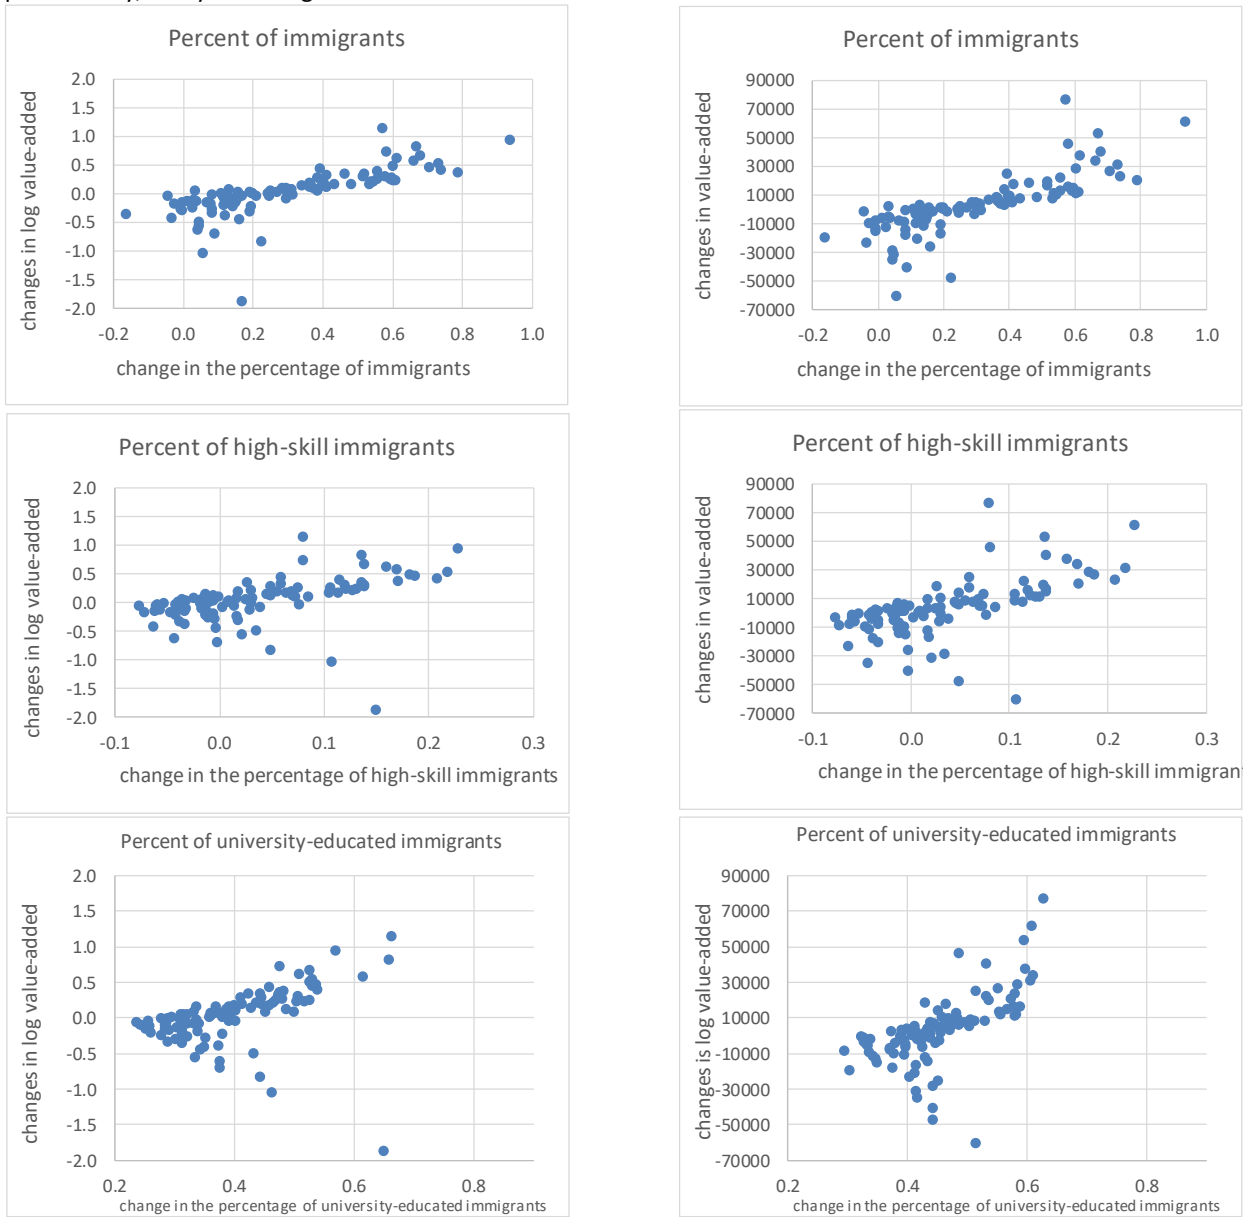 Percent of immigrants
changes in log value-added
2.0
1.5
1.0
0.5
0.0
-0.5
-1.0
-1.5
-2.0
-0.2 0.0 0.2 0.4 0.6 0.8 1.0
change in the percentage of immigrants
Percent of immigrants
changes in value-added
90000
70000
50000
30000
10000
-10000
-30000
-50000
-70000
-0.2 0.0 0.2 0.4 0.6 0.8 1.0
change in the percentage of immigrants
Percent of high-skill immigrants
changes in log value-added
2.0
1.5
1.0
0.5
0.0
-0.5
-1.0
-1.5
-2.0
-0.1 0.0 0.1 0.2 0.3
change in the percentage of high-skill immigrants
Percent of high-skill immigrants
changes in value-added
90000
70000
50000
30000
10000
-10000
-30000
-50000
-70000
-0.1 0.0 0.1 0.2 0.3
change in the percentage of high-skill immigran
Percent of university-educated immigrants
changes in log value-added
2.0
1.5
1.0
0.5
0.0
-0.5
-1.0
-1.5
-2.0
0.2 0.4 0.6 0.8
change in the percentage of university-educated immigrants
Percent of university-educated immigrants
changes is log value-added
90000
70000
50000
30000
10000
-10000
-30000
-50000
-70000
0.2 0.4 0.6 0.8
change in the percentage of university-educated immigrants